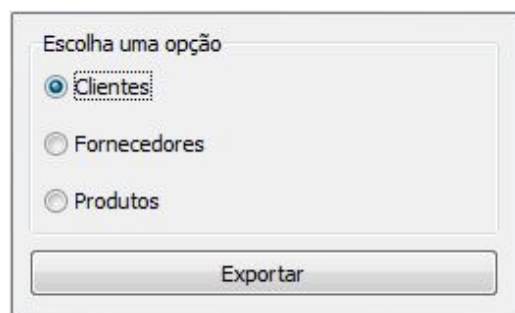 Escolha uma opção
Clientes
Fornecedores
Produtos
Exportar